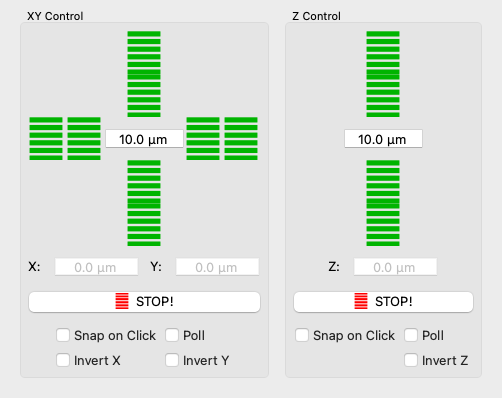 XY Control
10.0 µm
X: 0.0 µm Y: 0.0 µm
STOP!
Snap on Click Poll
Invert X Invert Y
Z Control
10.0 µm
Z: 0.0 µm
STOP!
Snap on Click Poll
Invert Z